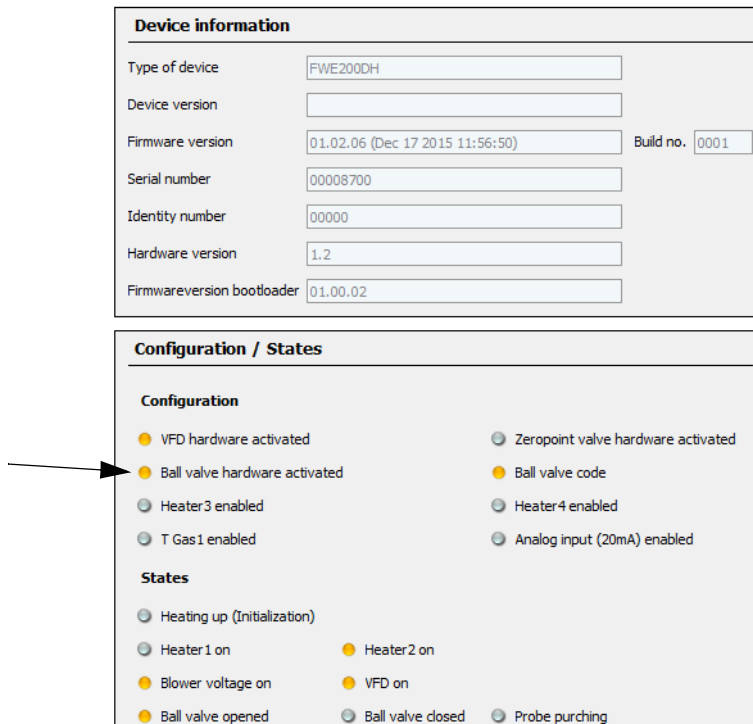 Device information
Type of device FWE200DH
Device version
Firmware version 01.02.06 (Dec 17 2015 11:56:50) Build no. 0001
Serial number 00008700
Identity number 00000
Hardware version 1.2
Firmwareversion bootloader 01.00.02
Configuration / States
Configuration
VFD hardware activated Zeropoint valve hardware activated
Ball valve hardware activated Ball valve code
Heater3 enabled Heater4 enabled
T Gas1 enabled Analog input (20mA) enabled
States
Heating up (Initialization)
Heater1 on Heater2 on
Blower voltage on VFD on
Ball valve opened Ball valve closed Probe purching